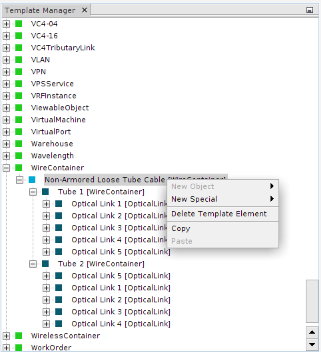 Template Manager
VC4-04
VC4-16
VC4TributaryLink
VLAN
VPN
VPSService
VRFInstance
ViewableObject
VirtualMachine
VirtualPort
Warehouse
Wavelength
WireContainer
Non-Armored Loose Tube Cable [WireContainer]
Tube 1 [WireContainer]
Optical Link 1 [OpticalLink]
Optical Link 2 [OpticalLink]
Optical Link 3 [OpticalLink]
Optical Link 4 [OpticalLink]
Optical Link 5 [OpticalLink]
Tube 2 [WireContainer]
Optical Link 5 [OpticalLink]
Optical Link 1 [OpticalLink]
Optical Link 2 [OpticalLink]
Optical Link 3 [OpticalLink]
Optical Link 4 [OpticalLink]
WirelessContainer
WorkOrder
New Object
New Special
Delete Template Element
Copy
Paste